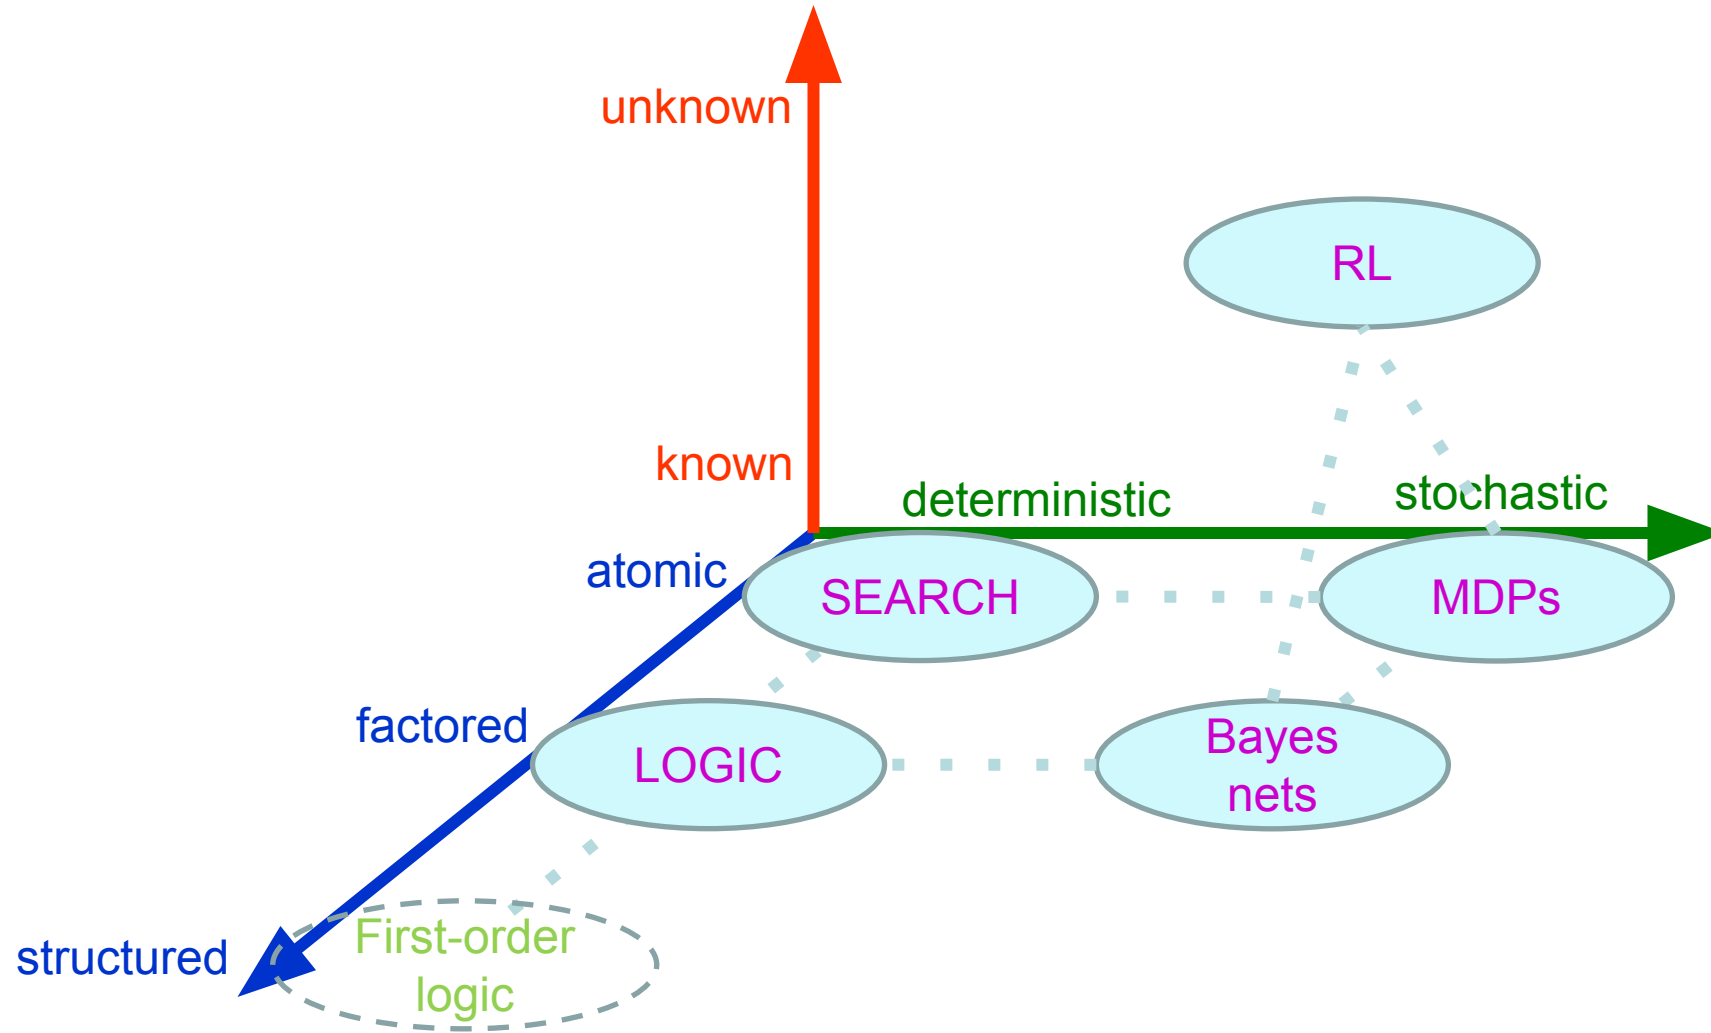 unknown
RL
known
deterministic
stochastic
atomic
SEARCH
MDPs
factored
LOGIC
Bayes
nets
structured
First-order
logic